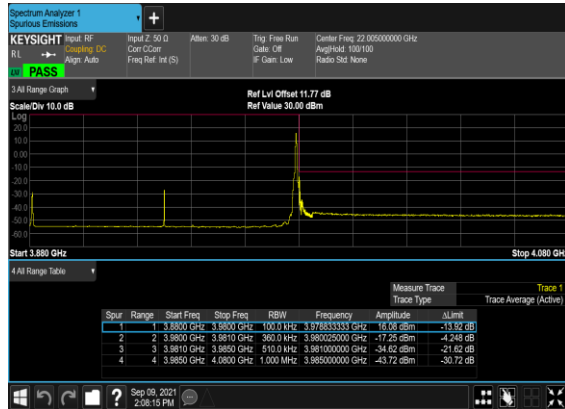 Spectrum Analyzer 1
Spurious Emissions
KEYSIGHT Input: RF Input Z: 50 Ω Atten: 30 dB Trig: Free Run Center Freq: 22.005000000 GHz
RL Coupling: DC Corr CCorr Gate: Off Avg|Hold: 100/100
Align: Auto Freq Ref: Int (S) IF Gain: Low Radio Std: None
PASS
3 All Range Graph
Ref Lvl Offset 11.77 dB
Scale/Div 10.0 dB Ref Value 30.00 dBm
Log
20.0
10.0
0.00
-10.0
-20.0
-30.0
-40.0
-50.0
-60.0
Start 3.880 GHz Stop 4.080 GH
4 All Range Table
Measure Trace Trace 1
Trace Type Trace Average (Active)
Spur Range Start Freq Stop Freq RBW Frequency Amplitude ΔLimit
1 1 3.8800 GHz 3.9800 GHz 100.0 kHz 3.978833333 GHz 16.08 dBm -13.92 dB
2 2 3.9800 GHz 3.9810 GHz 360.0 kHz 3.980025000 GHz -17.25 dBm -4.248 dB
3 3 3.9810 GHz 3.9850 GHz 510.0 kHz 3.981000000 GHz -34.62 dBm -21.62 dB
4 4 3.9850 GHz 4.0800 GHz 1.000 MHz 3.985000000 GHz -43.72 dBm -30.72 dB
Sep 09, 2021
2:08:15 PM